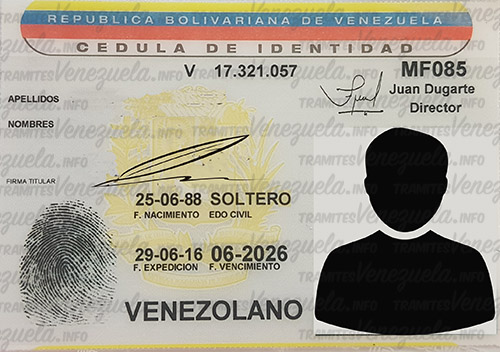 REPUBLICA BOLIVARIANA DE VENEZUELA
CEDULA DE IDENTIDAD
V 17.321.057
MF085
Juan Dugarte
Director
APELLIDOS
NOMBRES
FIRMA TITULAR
25-06-88 SOLTERO
F. NACIMIENTO EDO CIVIL
29-06-16 06-2026
F. EXPEDICION F. VENCIMIENTO
VENEZOLANO
TRAMITESVenezuela.INFO